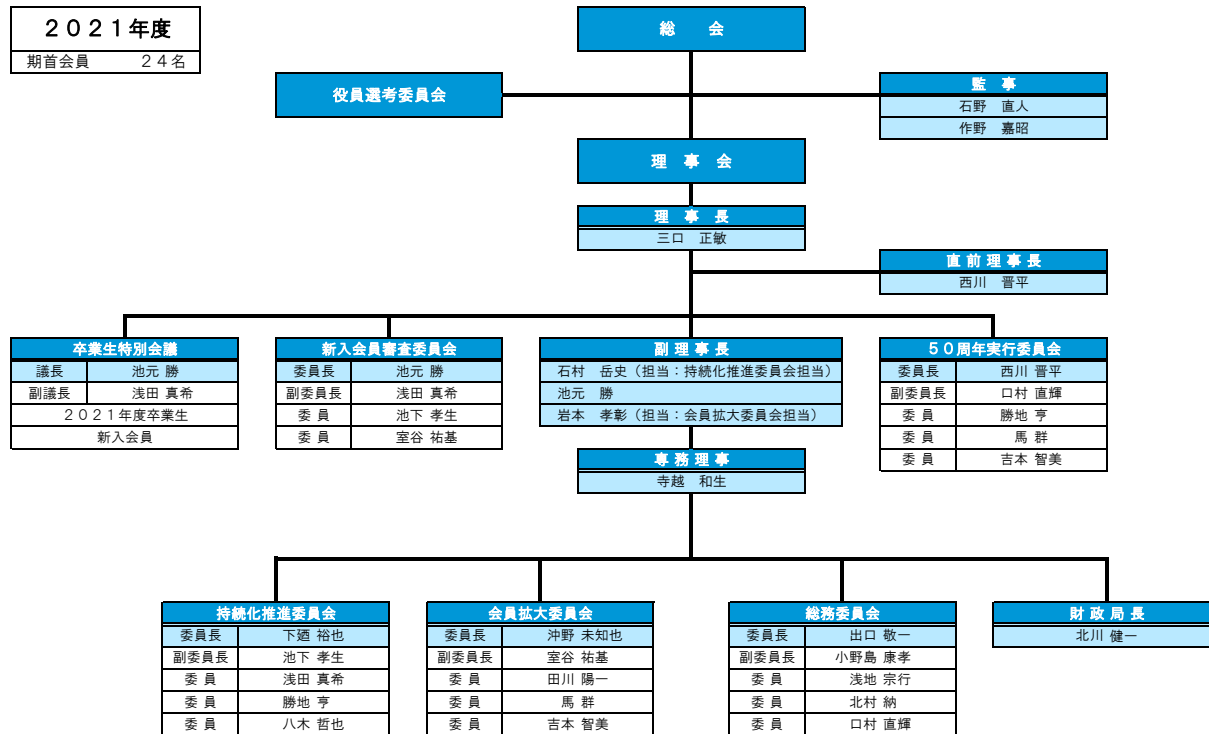 ２０２１年度
期首会員　２４名
総　会
役員選考委員会
監　事
石野　直人
作野　嘉昭
理　事　会
理　事　長
三口　正敏
直前理事長
西川　晋平
卒業生特別会議
議長　池元 勝
副議長　浅田 真希
２０２１年度卒業生
新入会員
新入会員審査委員会
委員長　池元 勝
副委員長　浅田 真希
委 員　池下 孝生
委 員　室谷 祐基
副 理 事 長
石村　岳史（担当：持続化推進委員会担当）
池元　勝
岩本　孝彰（担当：会員拡大委員会担当）
５０周年実行委員会
委員長　西川 晋平
副委員長　口村 直輝
委 員　勝地 亨
委 員　馬 群
委 員　吉本 智美
専 務 理 事
寺越　和生
持続化推進委員会
委員長　下廼 裕也
副委員長　池下 孝生
委 員　浅田 真希
委 員　勝地 亨
委 員　八木 哲也
会員拡大委員会
委員長　沖野 未知也
副委員長　室谷 祐基
委 員　田川 陽一
委 員　馬 群
委 員　吉本 智美
総務委員会
委員長　出口 敬一
副委員長　小野島 康孝
委 員　浅地 宗行
委 員　北村 納
委 員　口村 直輝
財 政 局 長
北川 健一